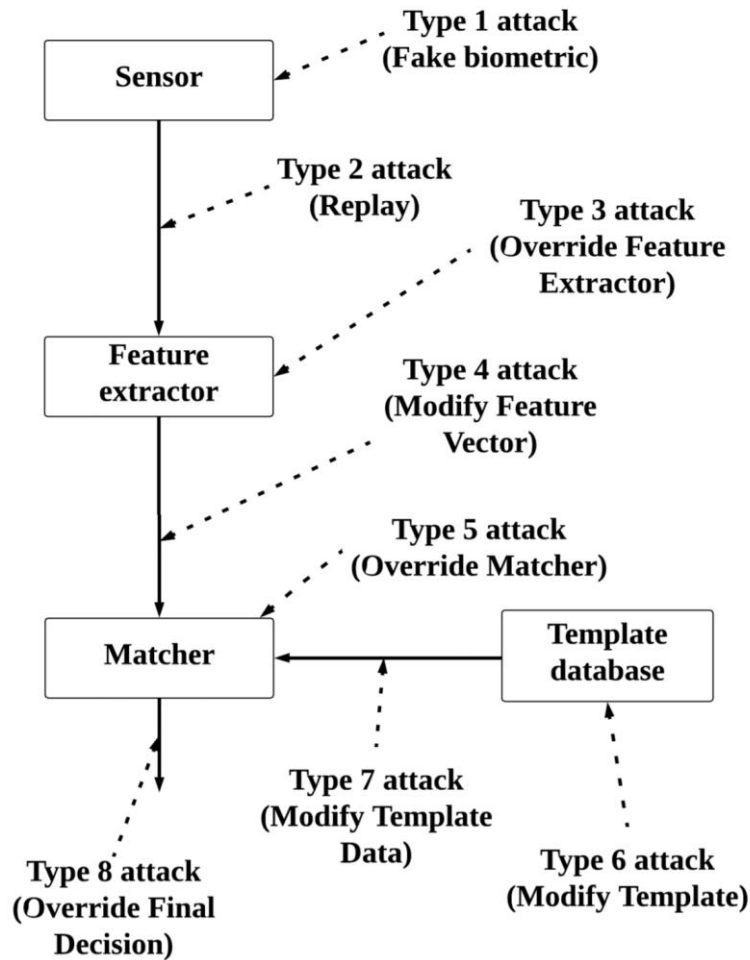 Type 1 attack
(Fake biometric)
Sensor
Type 2 attack
(Replay)
Type 3 attack
(Override Feature
Extractor)
Feature
extractor
Type 4 attack
(Modify Feature
Vector)
Type 5 attack
(Override Matcher)
Matcher
Template
database
Type 7 attack
(Modify Template
Data)
Type 6 attack
(Modify Template)
Type 8 attack
(Override Final
Decision)